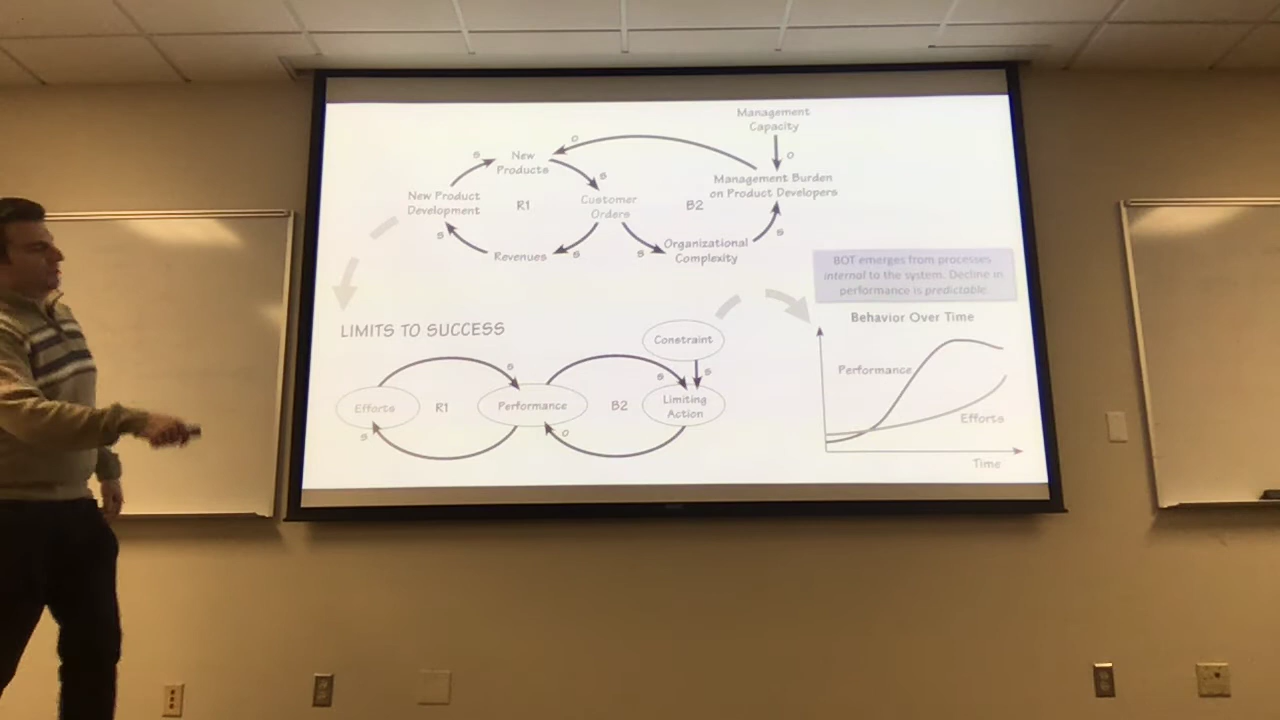 Management
Capacity
o
o
s
New
Products
s
Management Burden
on Product Developers
New Product
Development
R1
Customer
Orders
B2
s
s
Revenues
s
s
Organizational
Complexity
BOT emerges from processes
internal to the system. Decline in
performance is predictable.
LIMITS TO SUCCESS
Constraint
Behavior Over Time
s
s
s
Performance
Efforts
R1
Performance
B2
Limiting
Action
s
o
Efforts
Time